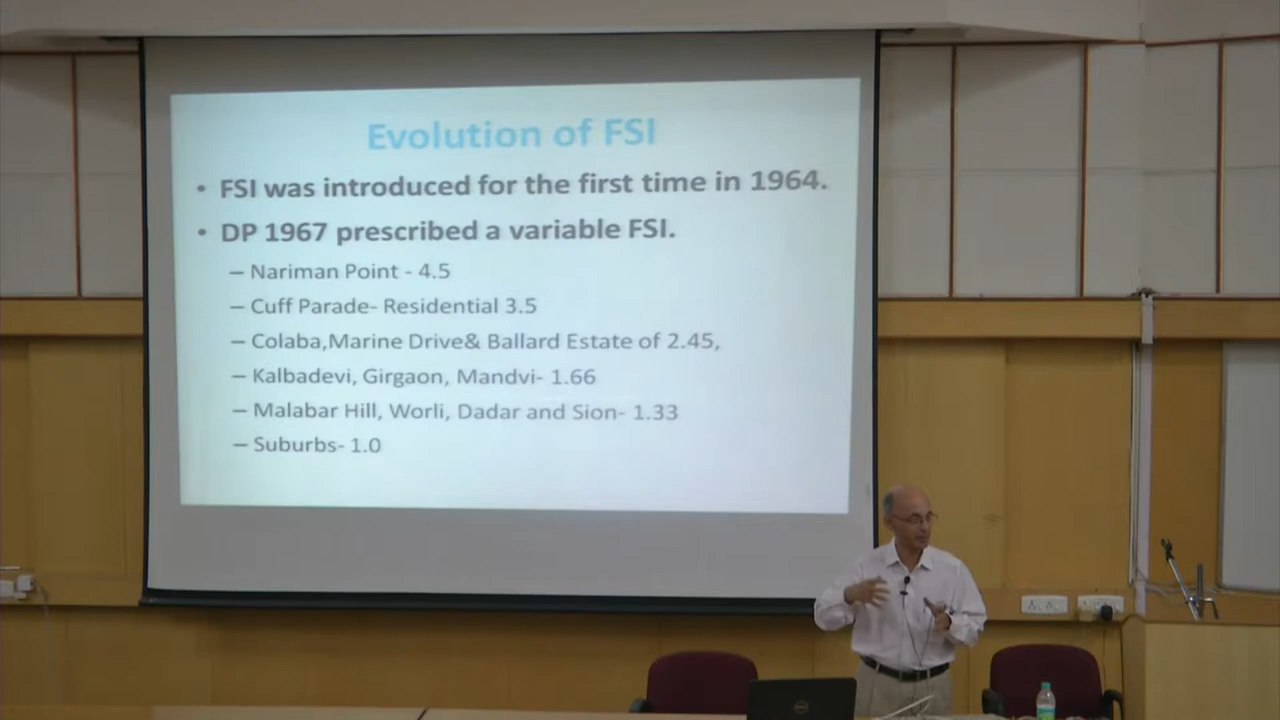 Evolution of FSI
• FSI was introduced for the first time in 1964.
• DP 1967 prescribed a variable FSI.
– Nariman Point - 4.5
– Cuff Parade- Residential 3.5
– Colaba,Marine Drive& Ballard Estate of 2.45,
– Kalbadevi, Girgaon, Mandvi- 1.66
– Malabar Hill, Worli, Dadar and Sion- 1.33
– Suburbs- 1.0
DELL